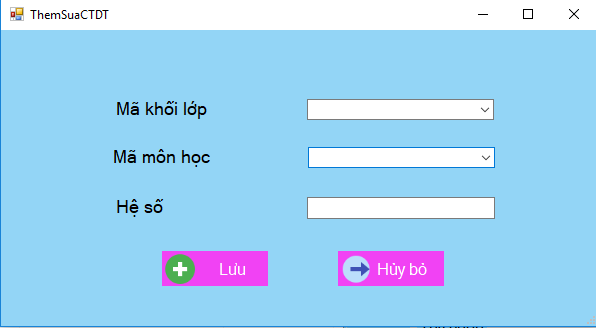 ThemSuaCTDT
Mã khối lớp
Mã môn học
Hệ số
Lưu
Hủy bỏ